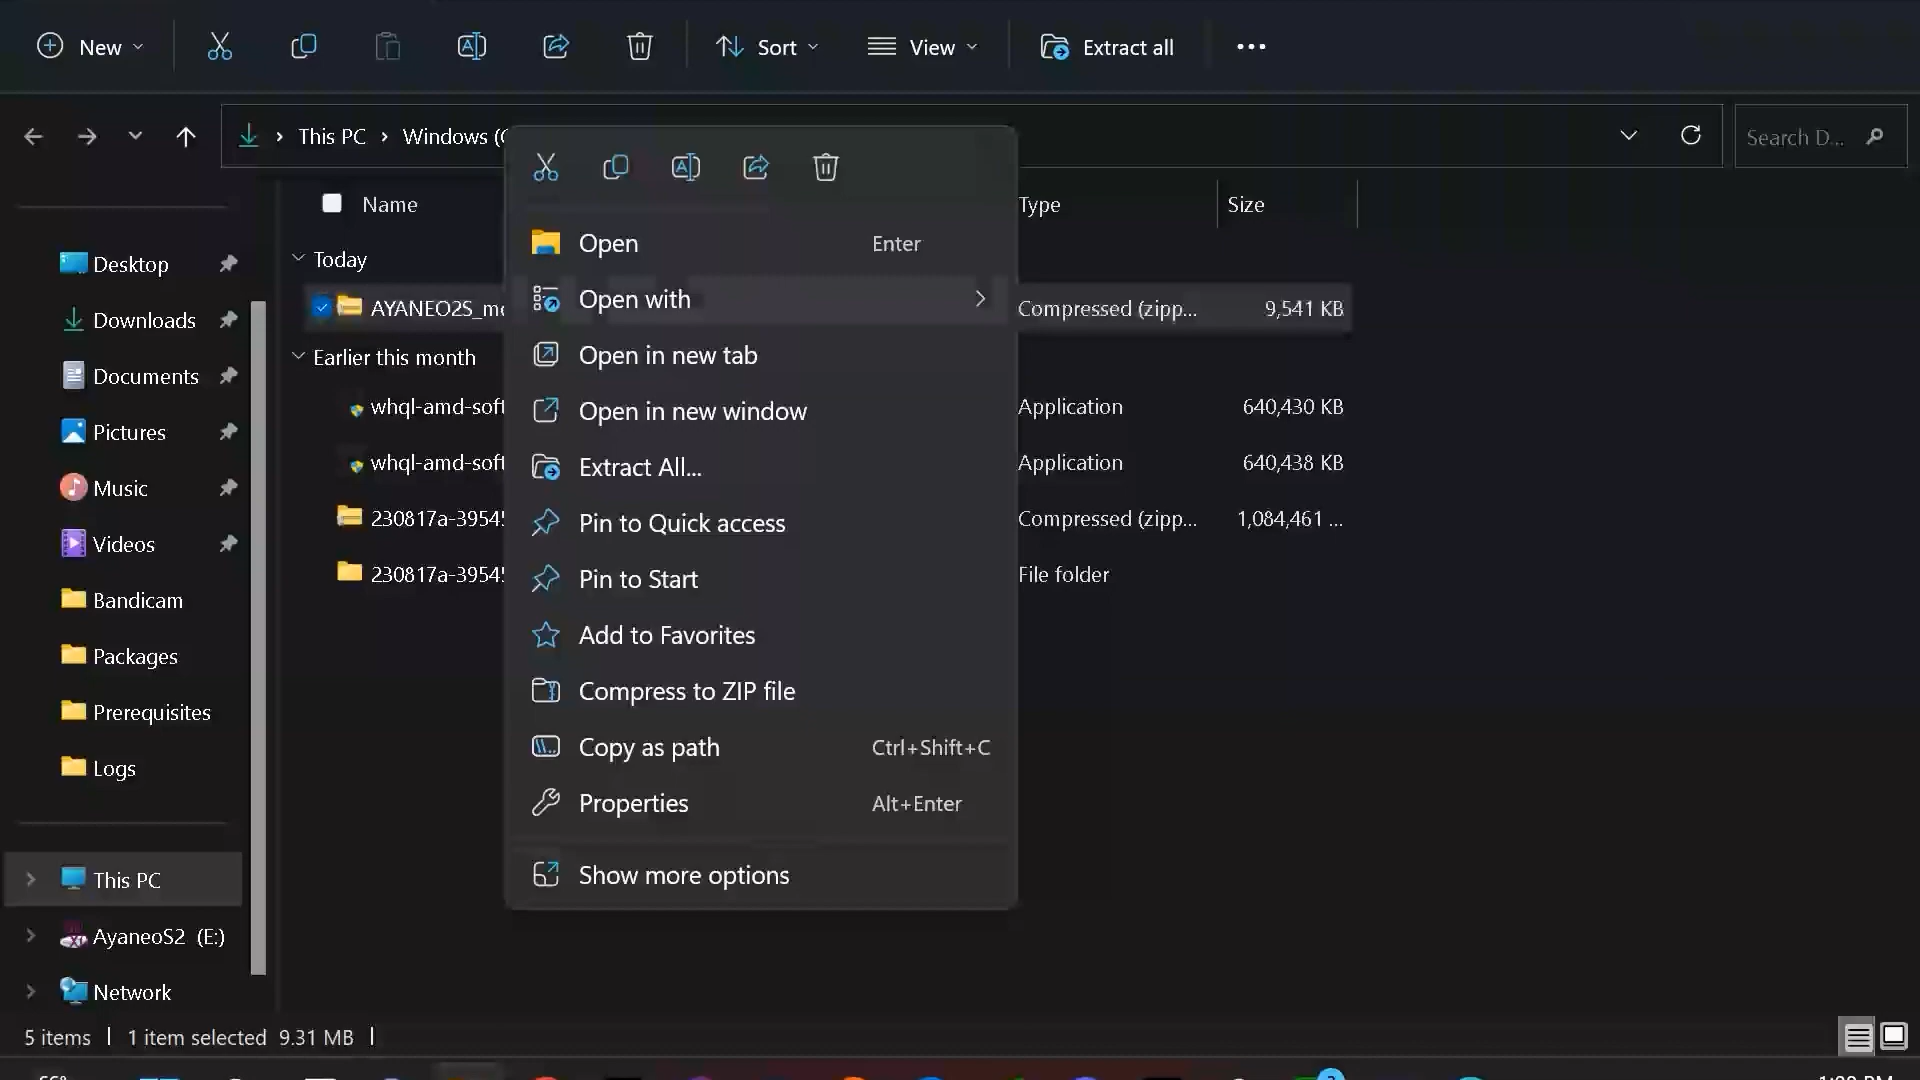 New
Sort
View
Extract all
This PC
Windows
Search D...
Name
Type
Size
Today
AYANEO2S_m
Compressed (zipp...
9,541 KB
Earlier this month
whql-amd-soft
Application
640,430 KB
whql-amd-soft
Application
640,438 KB
230817a-3954
Compressed (zipp...
1,084,461 ...
230817a-3954
File folder
Open
Enter
Open with
Open in new tab
Open in new window
Extract All...
Pin to Quick access
Pin to Start
Add to Favorites
Compress to ZIP file
Copy as path
Ctrl+Shift+C
Properties
Alt+Enter
Show more options
Desktop
Downloads
Documents
Pictures
Music
Videos
Bandicam
Packages
Prerequisites
Logs
This PC
AyaneoS2 (E:)
Network
5 items
1 item selected 9.31 MB